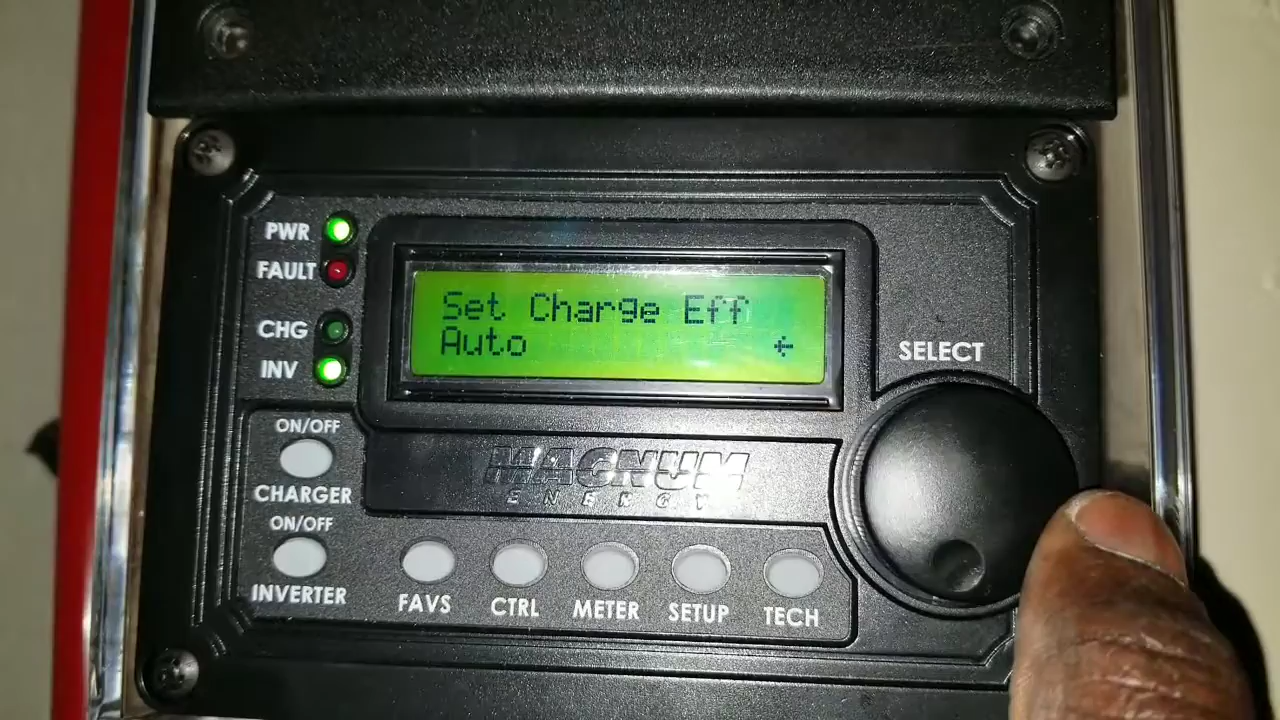 PWR
FAULT
CHG
INV
Set Charge Eff
Auto ←
SELECT
ON/OFF
CHARGER
ON/OFF
INVERTER
MAGNUM
ENERGY
FAVS
CTRL
METER
SETUP
TECH